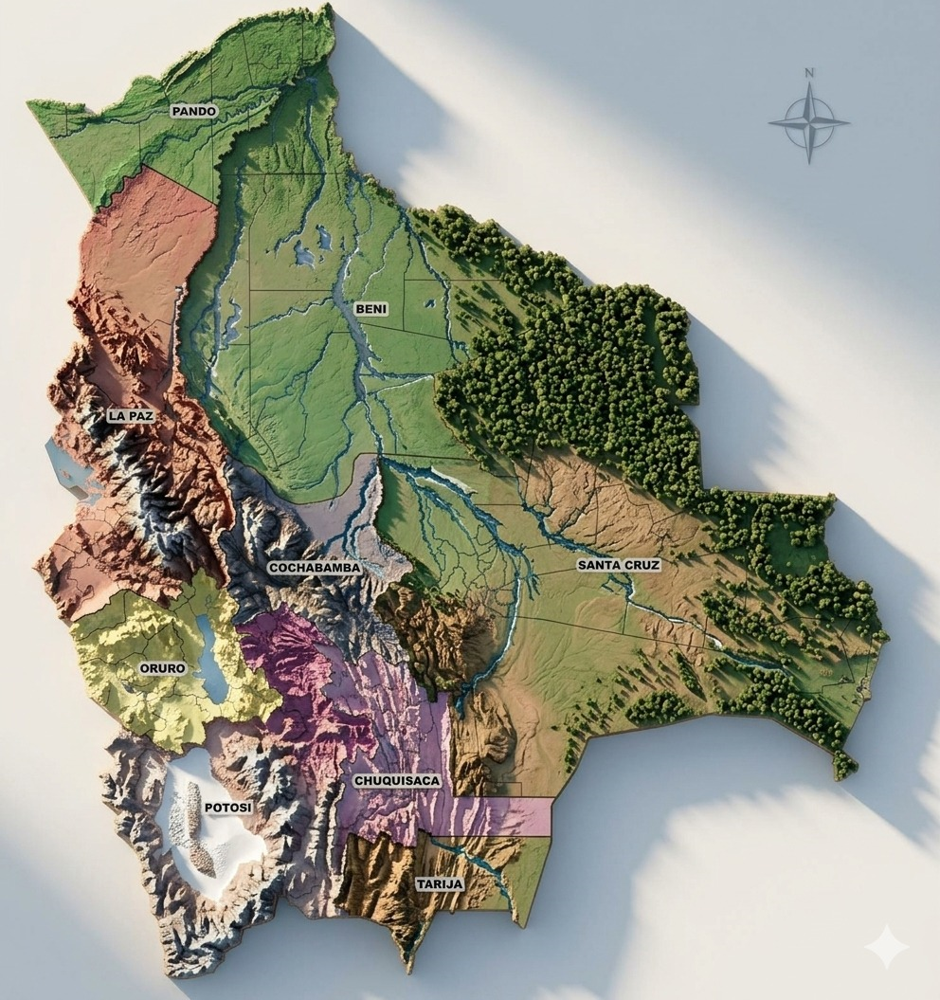 N
PANDO
BENI
LA PAZ
COCHABAMBA
SANTA CRUZ
ORURO
CHUQUISACA
POTOSI
TARIJA